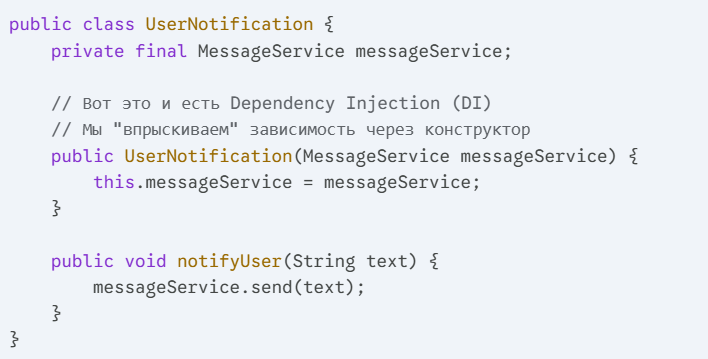 public class UserNotification {
    private final MessageService messageService;

    // Вот это и есть Dependency Injection (DI)
    // Мы "впрыскиваем" зависимость через конструктор
    public UserNotification(MessageService messageService) {
        this.messageService = messageService;
    }

    public void notifyUser(String text) {
        messageService.send(text);
    }
}